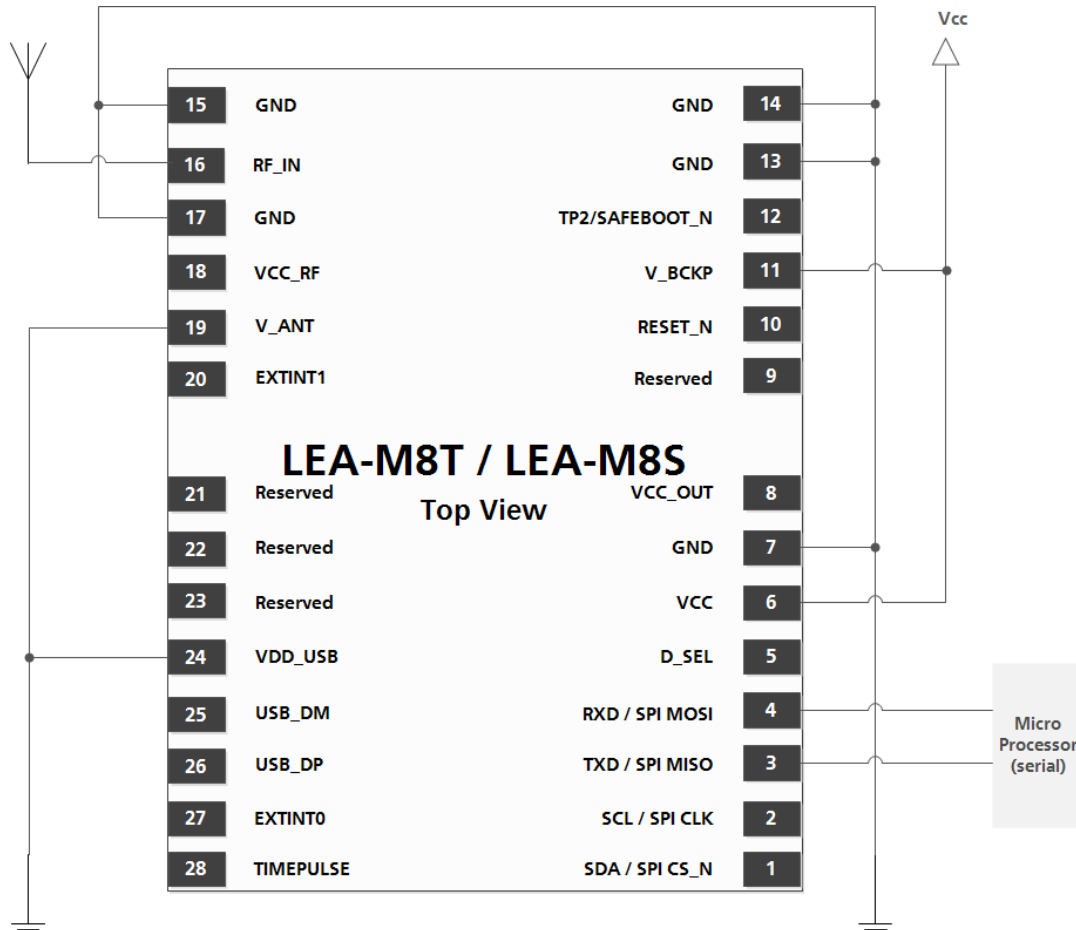 Vcc
15 GND GND 14
16 RF_IN GND 13
17 GND TP2/SAFEBOOT_N 12
18 VCC_RF V_BCKP 11
19 V_ANT RESET_N 10
20 EXTINT1 Reserved 9
LEA-M8T / LEA-M8S
21 Reserved VCC_OUT 8
Top View
22 Reserved GND 7
23 Reserved VCC 6
24 VDD_USB D_SEL 5
25 USB_DM RXD / SPI MOSI 4
26 USB_DP TXD / SPI MISO 3
27 EXTINT0 SCL / SPI CLK 2
28 TIMEPULSE SDA / SPI CS_N 1
Micro
Processor
(serial)